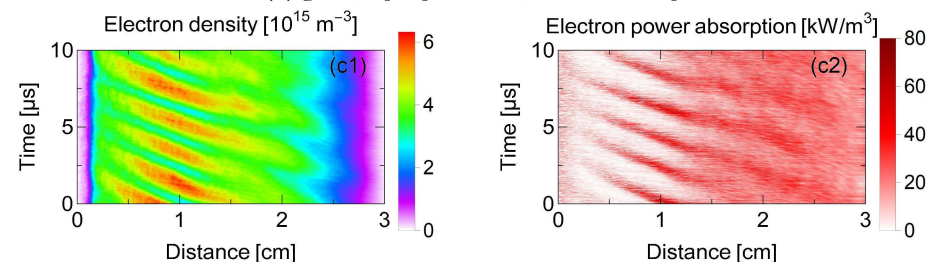 Electron density [10¹⁵ m⁻³]
(c1)
10
5
0
Time [μs]
0
1
2
3
Distance [cm]
6
4
2
0
Electron power absorption [kW/m³]
(c2)
10
5
0
Time [μs]
0
1
2
3
Distance [cm]
80
60
40
20
0